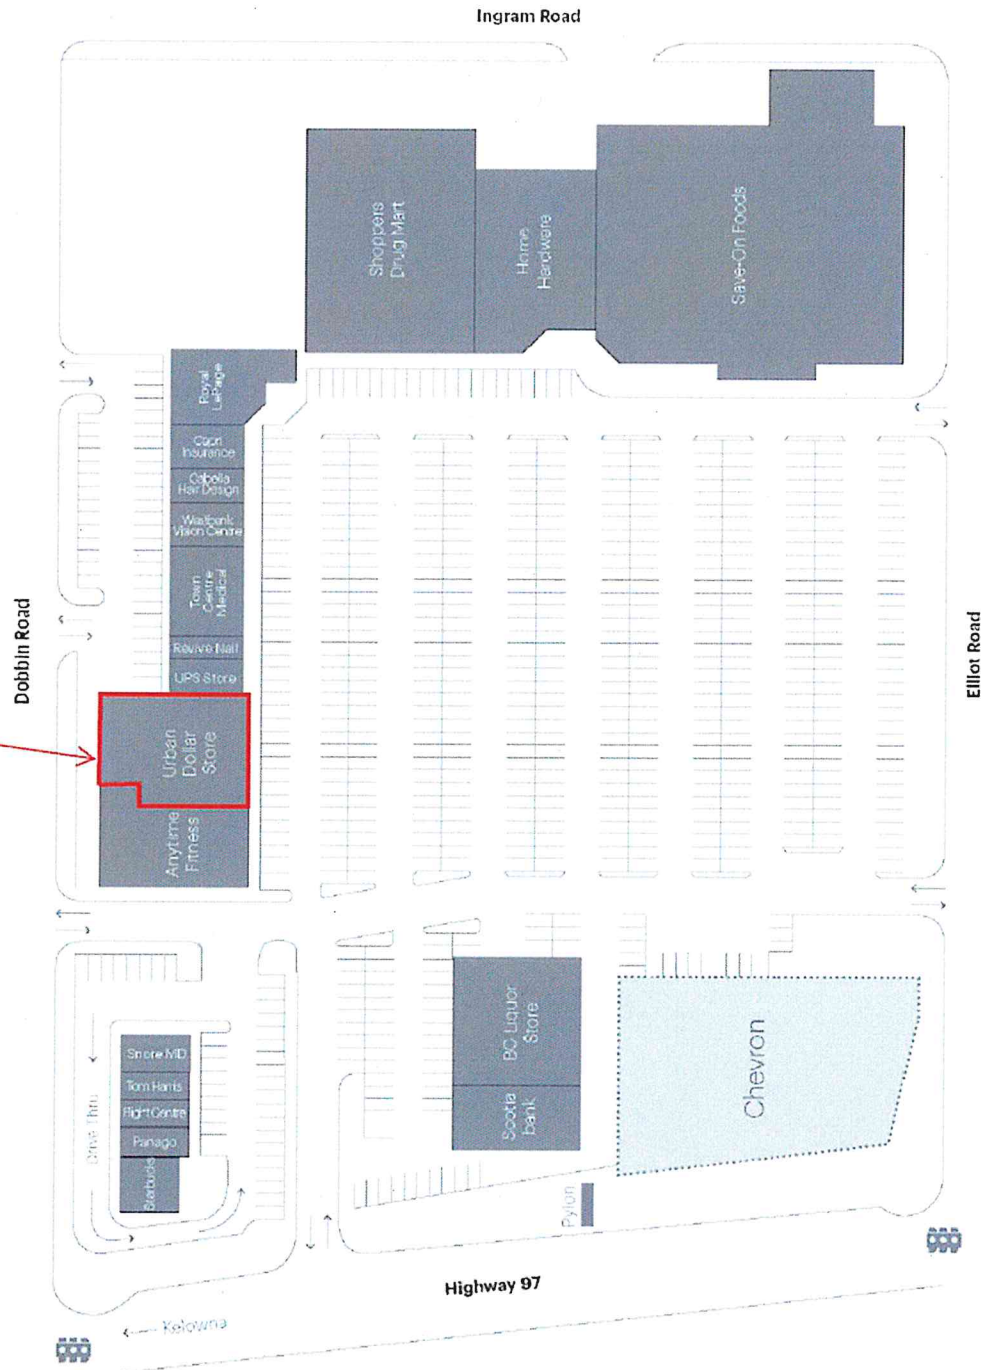 Ingram Road
Shoppers
Drug Mart
Home
Hardware
Save-On Foods
Royal
LePage
Capri
Insurance
Cabella
Hair Design
Westbank
Vision Centre
Town
Centre
Medical
Revive Nail
UPS Store
Dobbin Road
Elliot Road
Urban
Dollar
Store
Anytime
Fitness
Drive Thru
Snore MD
Tom Harris
Flight Centre
Panago
Starbucks
BC Liquor
Store
Scotia
bank
Chevron
Pylon
Highway 97
Kelowna